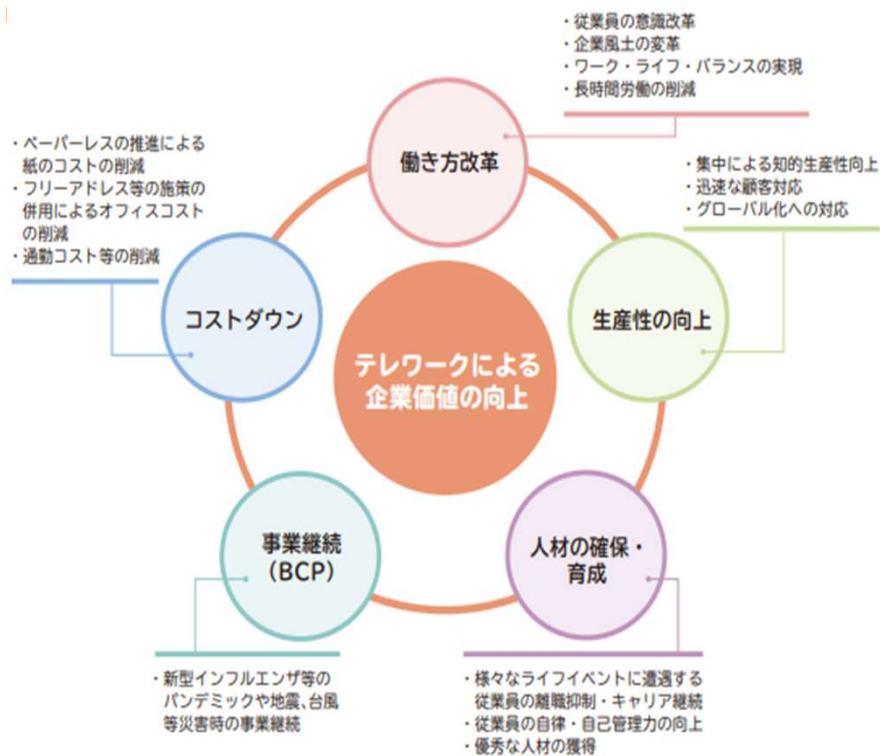 ・従業員の意識改革
・企業風土の変革
・ワーク・ライフ・バランスの実現
・長時間労働の削減
働き方改革
・集中による知的生産性向上
・迅速な顧客対応
・グローバル化への対応
生産性の向上
・ペーパーレスの推進による
紙のコストの削減
・フリーアドレス等の施策の
併用によるオフィスコスト
の削減
・通勤コスト等の削減
コストダウン
テレワークによる
企業価値の向上
事業継続
（BCP）
・新型インフルエンザ等の
パンデミックや地震、台風
等災害時の事業継続
人材の確保・
育成
・様々なライフイベントに遭遇する
従業員の離職抑制・キャリア継続
・従業員の自律・自己管理力の向上
・優秀な人材の獲得